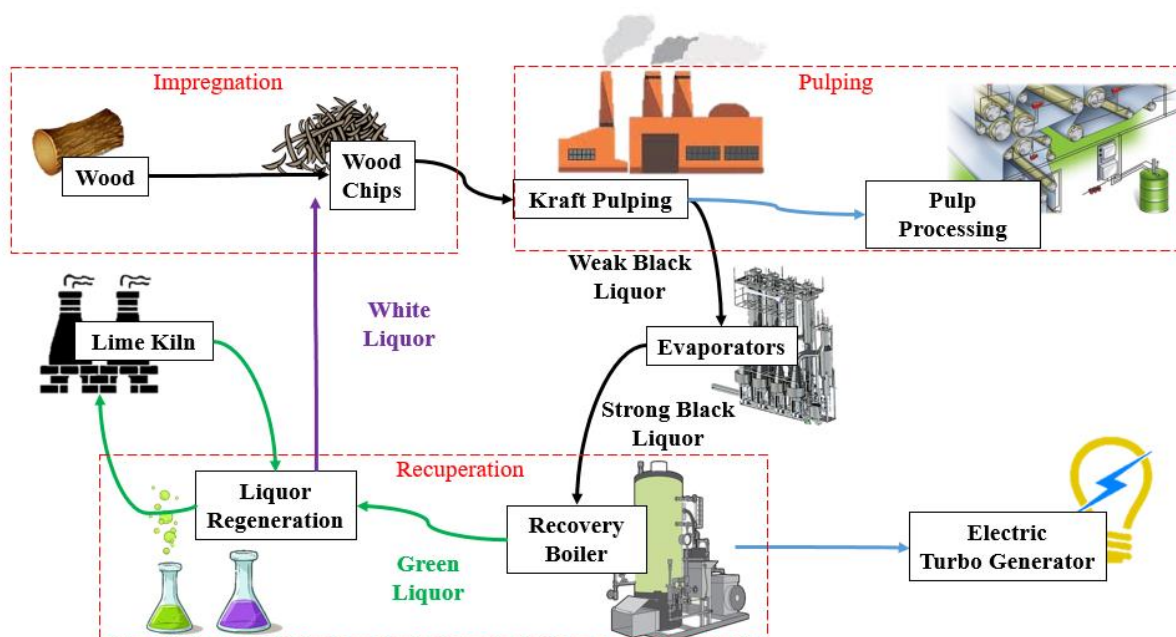 Impregnation
Pulping
Wood
Wood
Chips
Kraft Pulping
Pulp
Processing
Weak Black
Liquor
White
Liquor
Lime Kiln
Evaporators
Strong Black
Liquor
Recuperation
Liquor
Regeneration
Recovery
Boiler
Green
Liquor
Electric
Turbo Generator